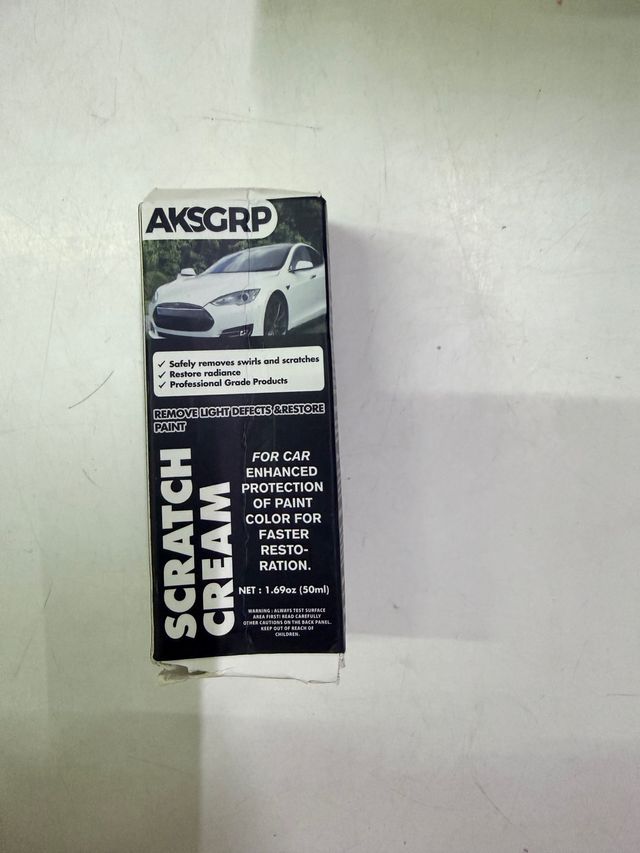 AKSGRP
✓ Safely removes swirls and scratches
✓ Restore radiance
✓ Professional Grade Products
REMOVE LIGHT DEFECTS &RESTORE
PAINT
SCRATCH
CREAM
FOR CAR
ENHANCED
PROTECTION
OF PAINT
COLOR FOR
FASTER
RESTO-
RATION.
NET : 1.69oz (50ml)
WARNING : ALWAYS TEST SURFACE
AREA FIRST! READ CAREFULLY
OTHER CAUTIONS ON THE BACK PANEL.
KEEP OUT OF REACH OF
CHILDREN.